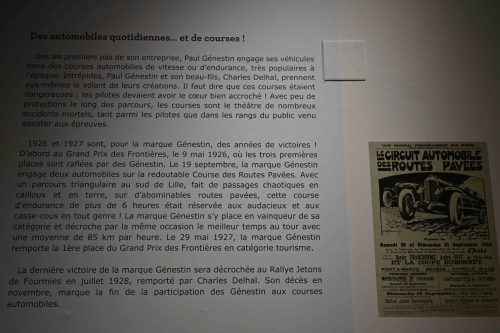 Des automobiles quotidiennes... et de courses !
Dès les premiers pas de son entreprise, Paul Génestin engage ses véhicules
dans des courses automobiles de vitesse ou d'endurance, très populaires à
l'époque. Intrépides, Paul Génestin et son beau-fils, Charles Delhal, prennent
eux-mêmes le volant de leurs créations. Il faut dire que ces courses étaient
dangereuses ; les pilotes devaient avoir le cœur bien accroché ! Avec peu de
protections le long des parcours, les courses sont le théâtre de nombreux
accidents mortels, tant parmi les pilotes que dans les rangs du public venu
assister aux épreuves.
1926 et 1927 sont, pour la marque Génestin, des années de victoires !
D'abord au Grand Prix des Frontières, le 9 mai 1926, où les trois premières
places sont raflées par des Génestin. Le 19 septembre, la marque Génestin
engage deux automobiles sur la redoutable Course des Routes Pavées. Avec
un parcours triangulaire au sud de Lille, fait de passages chaotiques en
cailloux et en terre, sur d'abominables routes pavées, cette course
d'endurance de plus de 6 heures était réservée aux audacieux et aux
casse-cous en tout genre ! La marque Génestin s'y place en vainqueur de sa
catégorie et décroche par la même occasion le meilleur temps au tour avec
une moyenne de 85 km par heure. Le 29 mai 1927, la marque Génestin
remporte la 1ère place du Grand Prix des Frontières en catégorie tourisme.
La dernière victoire de la marque Génestin sera décrochée au Rallye Jetons
de Fourmies en juillet 1928, remporté par Charles Delhal. Son décès en
novembre, marque la fin de la participation des Génestin aux courses
automobiles.
LE CIRCUIT AUTOMOBILE
DES ROUTES PAVÉES
ET LA COUPE DUBONNET